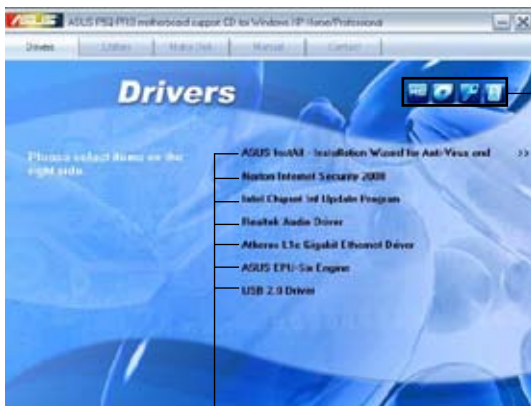 ASUS P5Q-PRO motherboard support CD for Windows XP Home/Professional
Drivers
Utilities
Make Disk
Manual
Contact
Drivers
Please select items on the
right side.
ASUS InstAll - Installation Wizard for Anti-Virus and >>
Norton Internet Security 2008
Intel Chipset Inf Update Program
Realtek Audio Driver
Atheros L1e Gigabit Ethernet Driver
ASUS EPU-Six Engine
USB 2.0 Driver